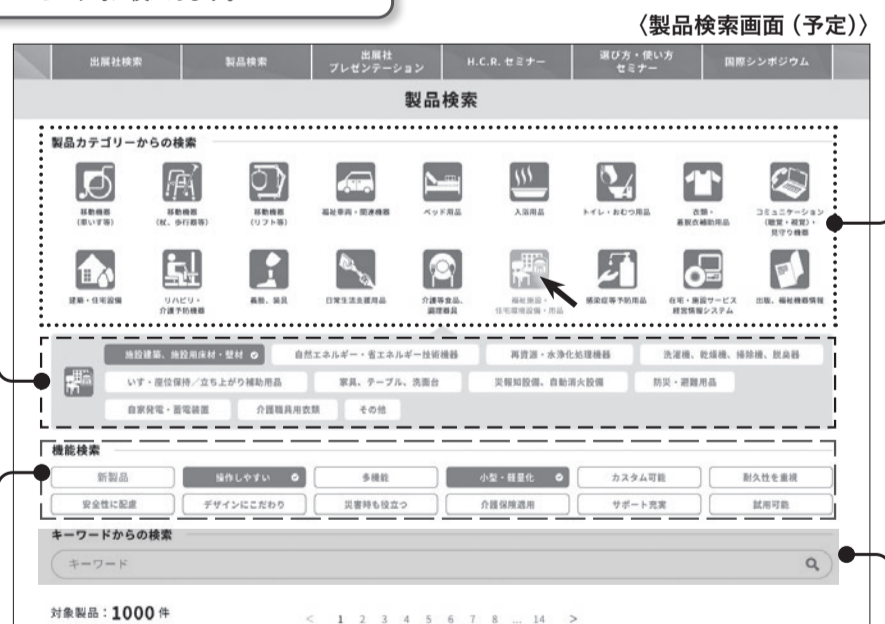 〈製品検索画面（予定）〉
出展社検索
製品検索
出展社
プレゼンテーション
H.C.R. セミナー
選び方・使い方
セミナー
国際シンポジウム
製品検索
製品カテゴリーからの検索
移動機器
(車いす等)
移動機器
(杖、歩行器等)
移動機器
(リフト等)
福祉車両・関連機器
ベッド用品
入浴用品
トイレ・おむつ用品
衣類・
着脱衣補助用品
コミュニケーション
(聴覚・視覚)・
見守り機器
建築・住宅設備
リハビリ・
介護予防機器
義肢、装具
日常生活支援用品
介護等食品、
調理器具
福祉施設・
住宅環境設備・用品
感染症等予防用品
在宅・施設サービス
経営情報システム
出版、福祉機器情報
施設建築、施設用床材・壁材
自然エネルギー・省エネルギー技術機器
再資源・水浄化処理機器
洗濯機、乾燥機、掃除機、脱臭器
いす・座位保持／立ち上がり補助用品
家具、テーブル、洗面台
災報知設備、自動消火設備
防災・避難用品
自家発電・蓄電装置
介護職員用衣類
その他
機能検索
新製品
操作しやすい
多機能
小型・軽量化
カスタム可能
耐久性を重視
安全性に配慮
デザインにこだわり
災害時も役立つ
介護保険適用
サポート充実
試用可能
キーワードからの検索
キーワード
対象製品：1000 件
< 1 2 3 4 5 6 7 8 ... 14 >